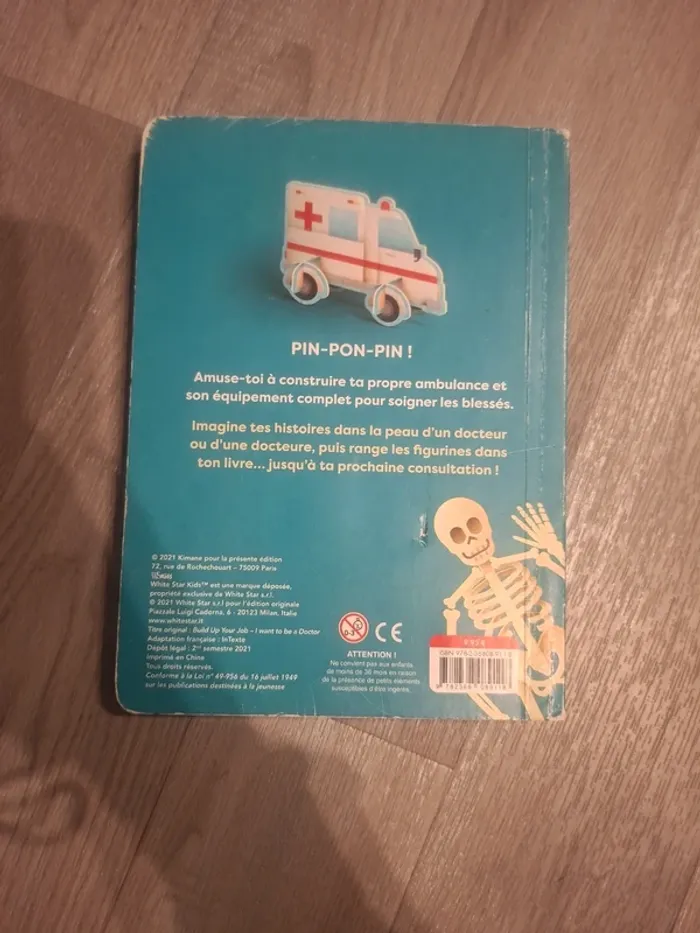 PIN-PON-PIN !
Amuse-toi à construire ta propre ambulance et
son équipement complet pour soigner les blessés.
Imagine tes histoires dans la peau d'un docteur
ou d'une docteure, puis range les figurines dans
ton livre... jusqu'à ta prochaine consultation !
© 2021 Kimane pour la présente édition
72, rue de Rochechouart - 75009 Paris
White Star Kids™ est une marque déposée,
propriété exclusive de White Star s.r.l.
© 2021 White Star s.r.l pour l'édition originale
Piazzale Luigi Cadorna, 6 - 20123 Milan, Italie
www.whitestar.it
Titre original : Build Up Your Job - I want to be a Doctor
Adaptation française : InTexte
Dépôt légal : 2nd semestre 2021
Imprimé en Chine
Tous droits réservés.
Conforme à la Loi n° 49-956 du 16 juillet 1949
sur les publications destinées à la jeunesse
0-3
CE
ATTENTION !
Ne convient pas aux enfants
de moins de 36 mois en raison
de la présence de petits éléments
susceptibles d'être ingérés.
ISBN